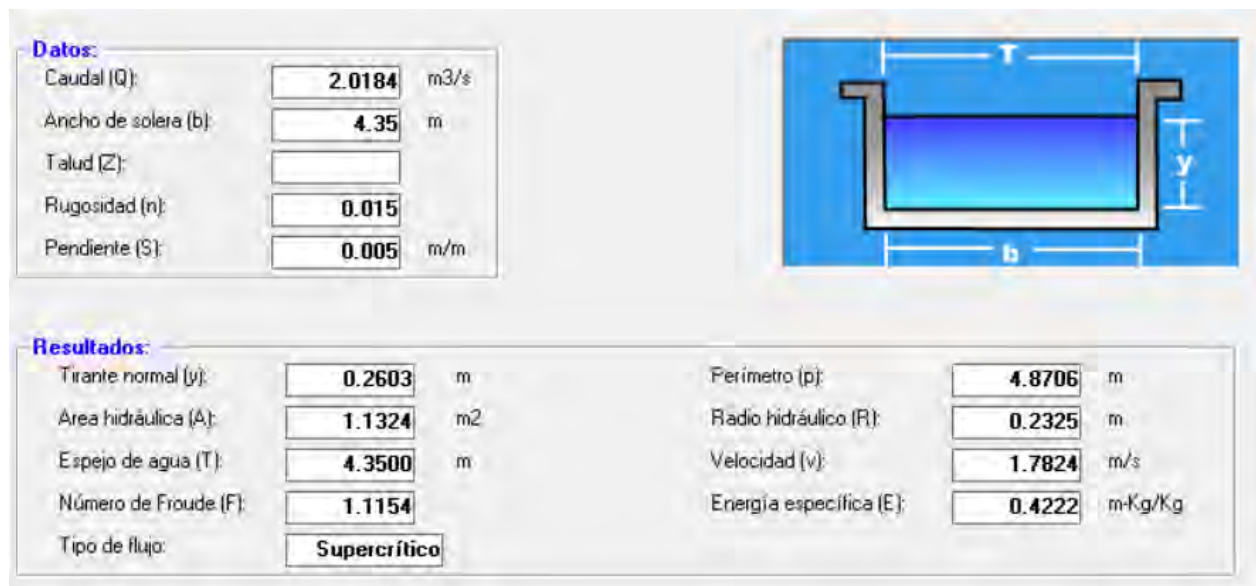 Datos:
Caudal (Q): 2.0184 m3/s
Ancho de solera (b): 4.35 m
Talud (Z):
Rugosidad (n): 0.015
Pendiente (S): 0.005 m/m
T
y
b
Resultados:
Tirante normal (y): 0.2603 m Perímetro (p): 4.8706 m
Area hidráulica (A): 1.1324 m2 Radio hidráulico (R): 0.2325 m
Espejo de agua (T): 4.3500 m Velocidad (v): 1.7824 m/s
Número de Froude (F): 1.1154 Energía específica (E): 0.4222 m-Kg/Kg
Tipo de flujo: Supercrítico